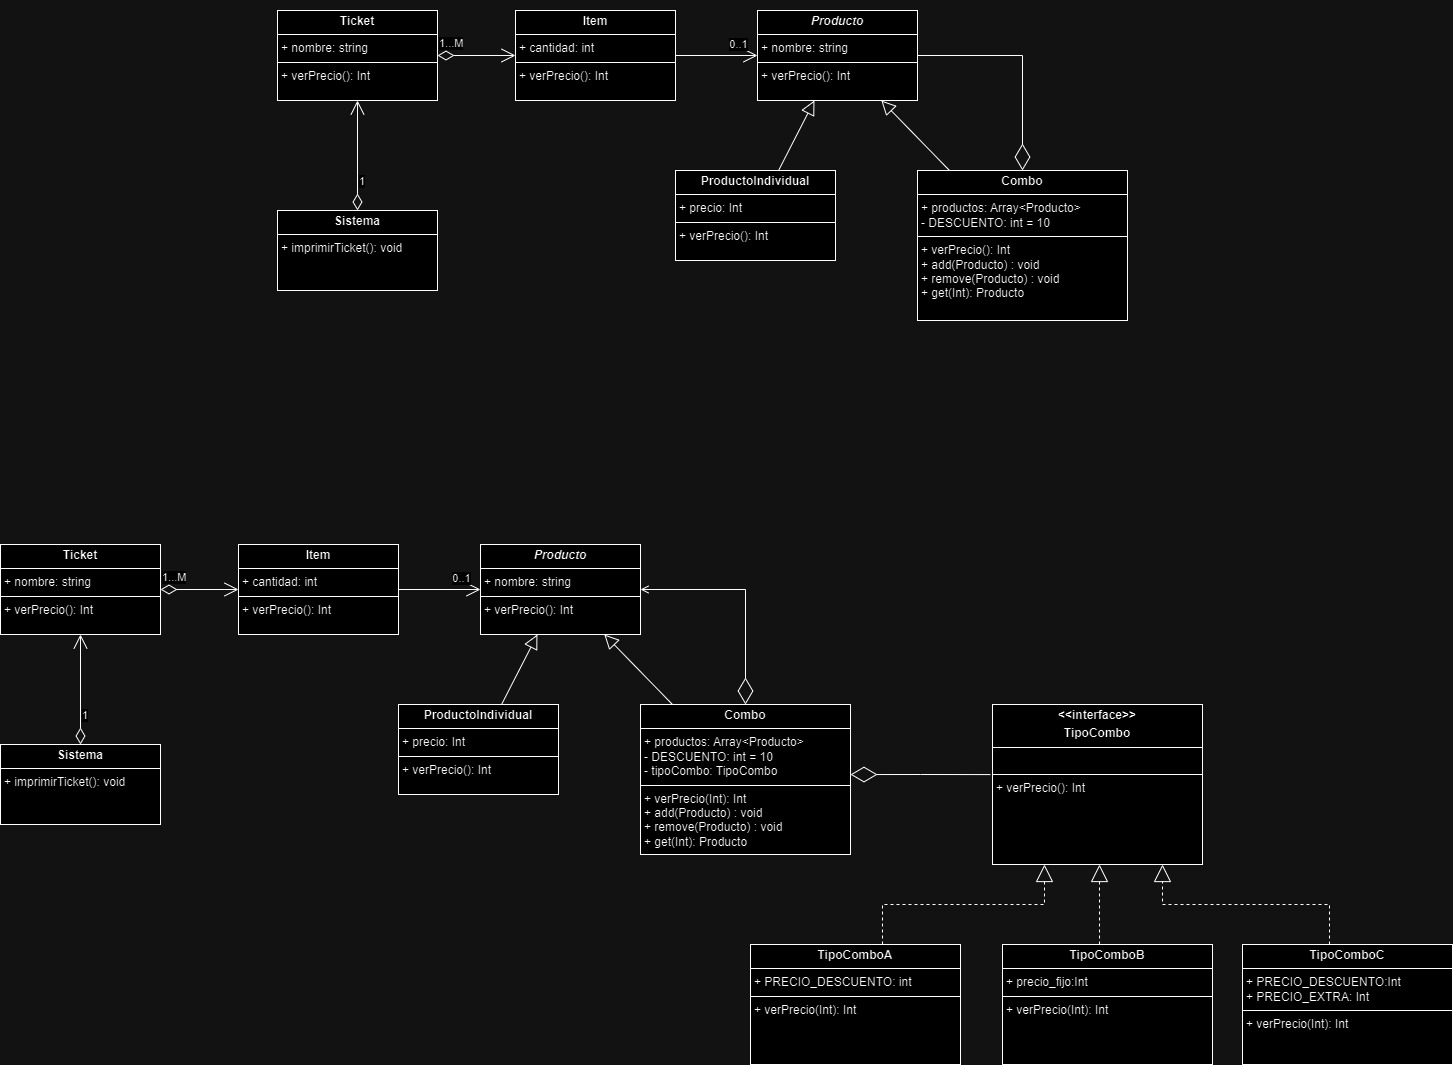 Ticket
+ nombre: string
+ verPrecio(): Int
1...M
Item
+ cantidad: int
+ verPrecio(): Int
0..1
Producto
+ nombre: string
+ verPrecio(): Int
1
Sistema
+ imprimirTicket(): void
ProductoIndividual
+ precio: Int
+ verPrecio(): Int
Combo
+ productos: Array<Producto>
- DESCUENTO: int = 10
+ verPrecio(): Int
+ add(Producto) : void
+ remove(Producto) : void
+ get(Int): Producto
Ticket
+ nombre: string
+ verPrecio(): Int
1...M
Item
+ cantidad: int
+ verPrecio(): Int
0..1
Producto
+ nombre: string
+ verPrecio(): Int
1
Sistema
+ imprimirTicket(): void
ProductoIndividual
+ precio: Int
+ verPrecio(): Int
Combo
+ productos: Array<Producto>
- DESCUENTO: int = 10
- tipoCombo: TipoCombo
+ verPrecio(Int): Int
+ add(Producto) : void
+ remove(Producto) : void
+ get(Int): Producto
<<interface>>
TipoCombo
+ verPrecio(): Int
TipoComboA
+ PRECIO_DESCUENTO: int
+ verPrecio(Int): Int
TipoComboB
+ precio_fijo:Int
+ verPrecio(Int): Int
TipoComboC
+ PRECIO_DESCUENTO:Int
+ PRECIO_EXTRA: Int
+ verPrecio(Int): Int